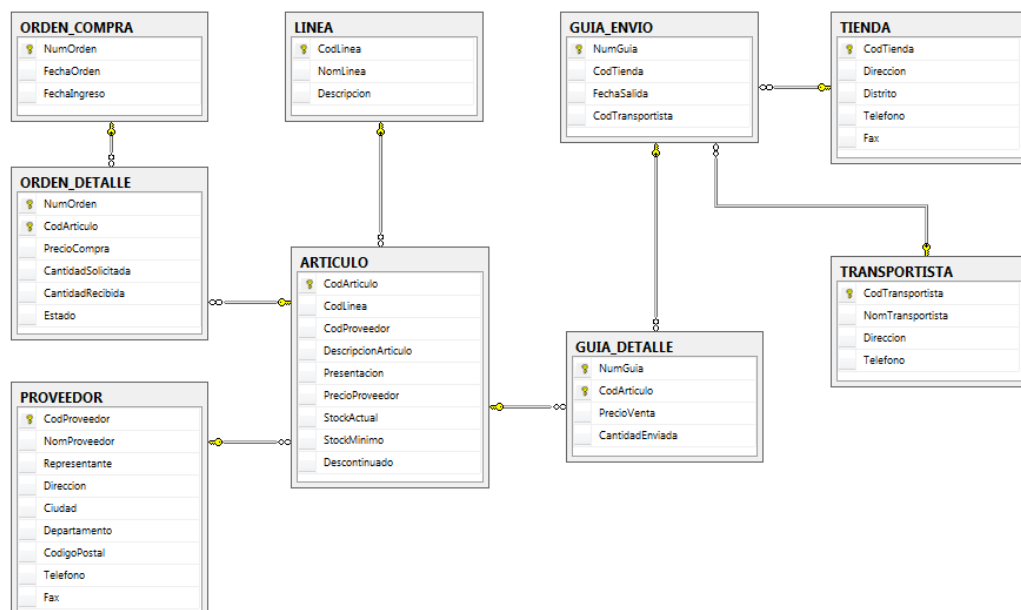 ORDEN_COMPRA
NumOrden
FechaOrden
FechaIngreso
LINEA
CodLinea
NomLinea
Descripcion
GUIA_ENVIO
NumGuia
CodTienda
FechaSalida
CodTransportista
TIENDA
CodTienda
Direccion
Distrito
Telefono
Fax
ORDEN_DETALLE
NumOrden
CodArticulo
PrecioCompra
CantidadSolicitada
CantidadRecibida
Estado
ARTICULO
CodArticulo
CodLinea
CodProveedor
DescripcionArticulo
Presentacion
PrecioProveedor
StockActual
StockMinimo
Descontinuado
TRANSPORTISTA
CodTransportista
NomTransportista
Direccion
Telefono
GUIA_DETALLE
NumGuia
CodArticulo
PrecioVenta
CantidadEnviada
PROVEEDOR
CodProveedor
NomProveedor
Representante
Direccion
Ciudad
Departamento
CodigoPostal
Telefono
Fax